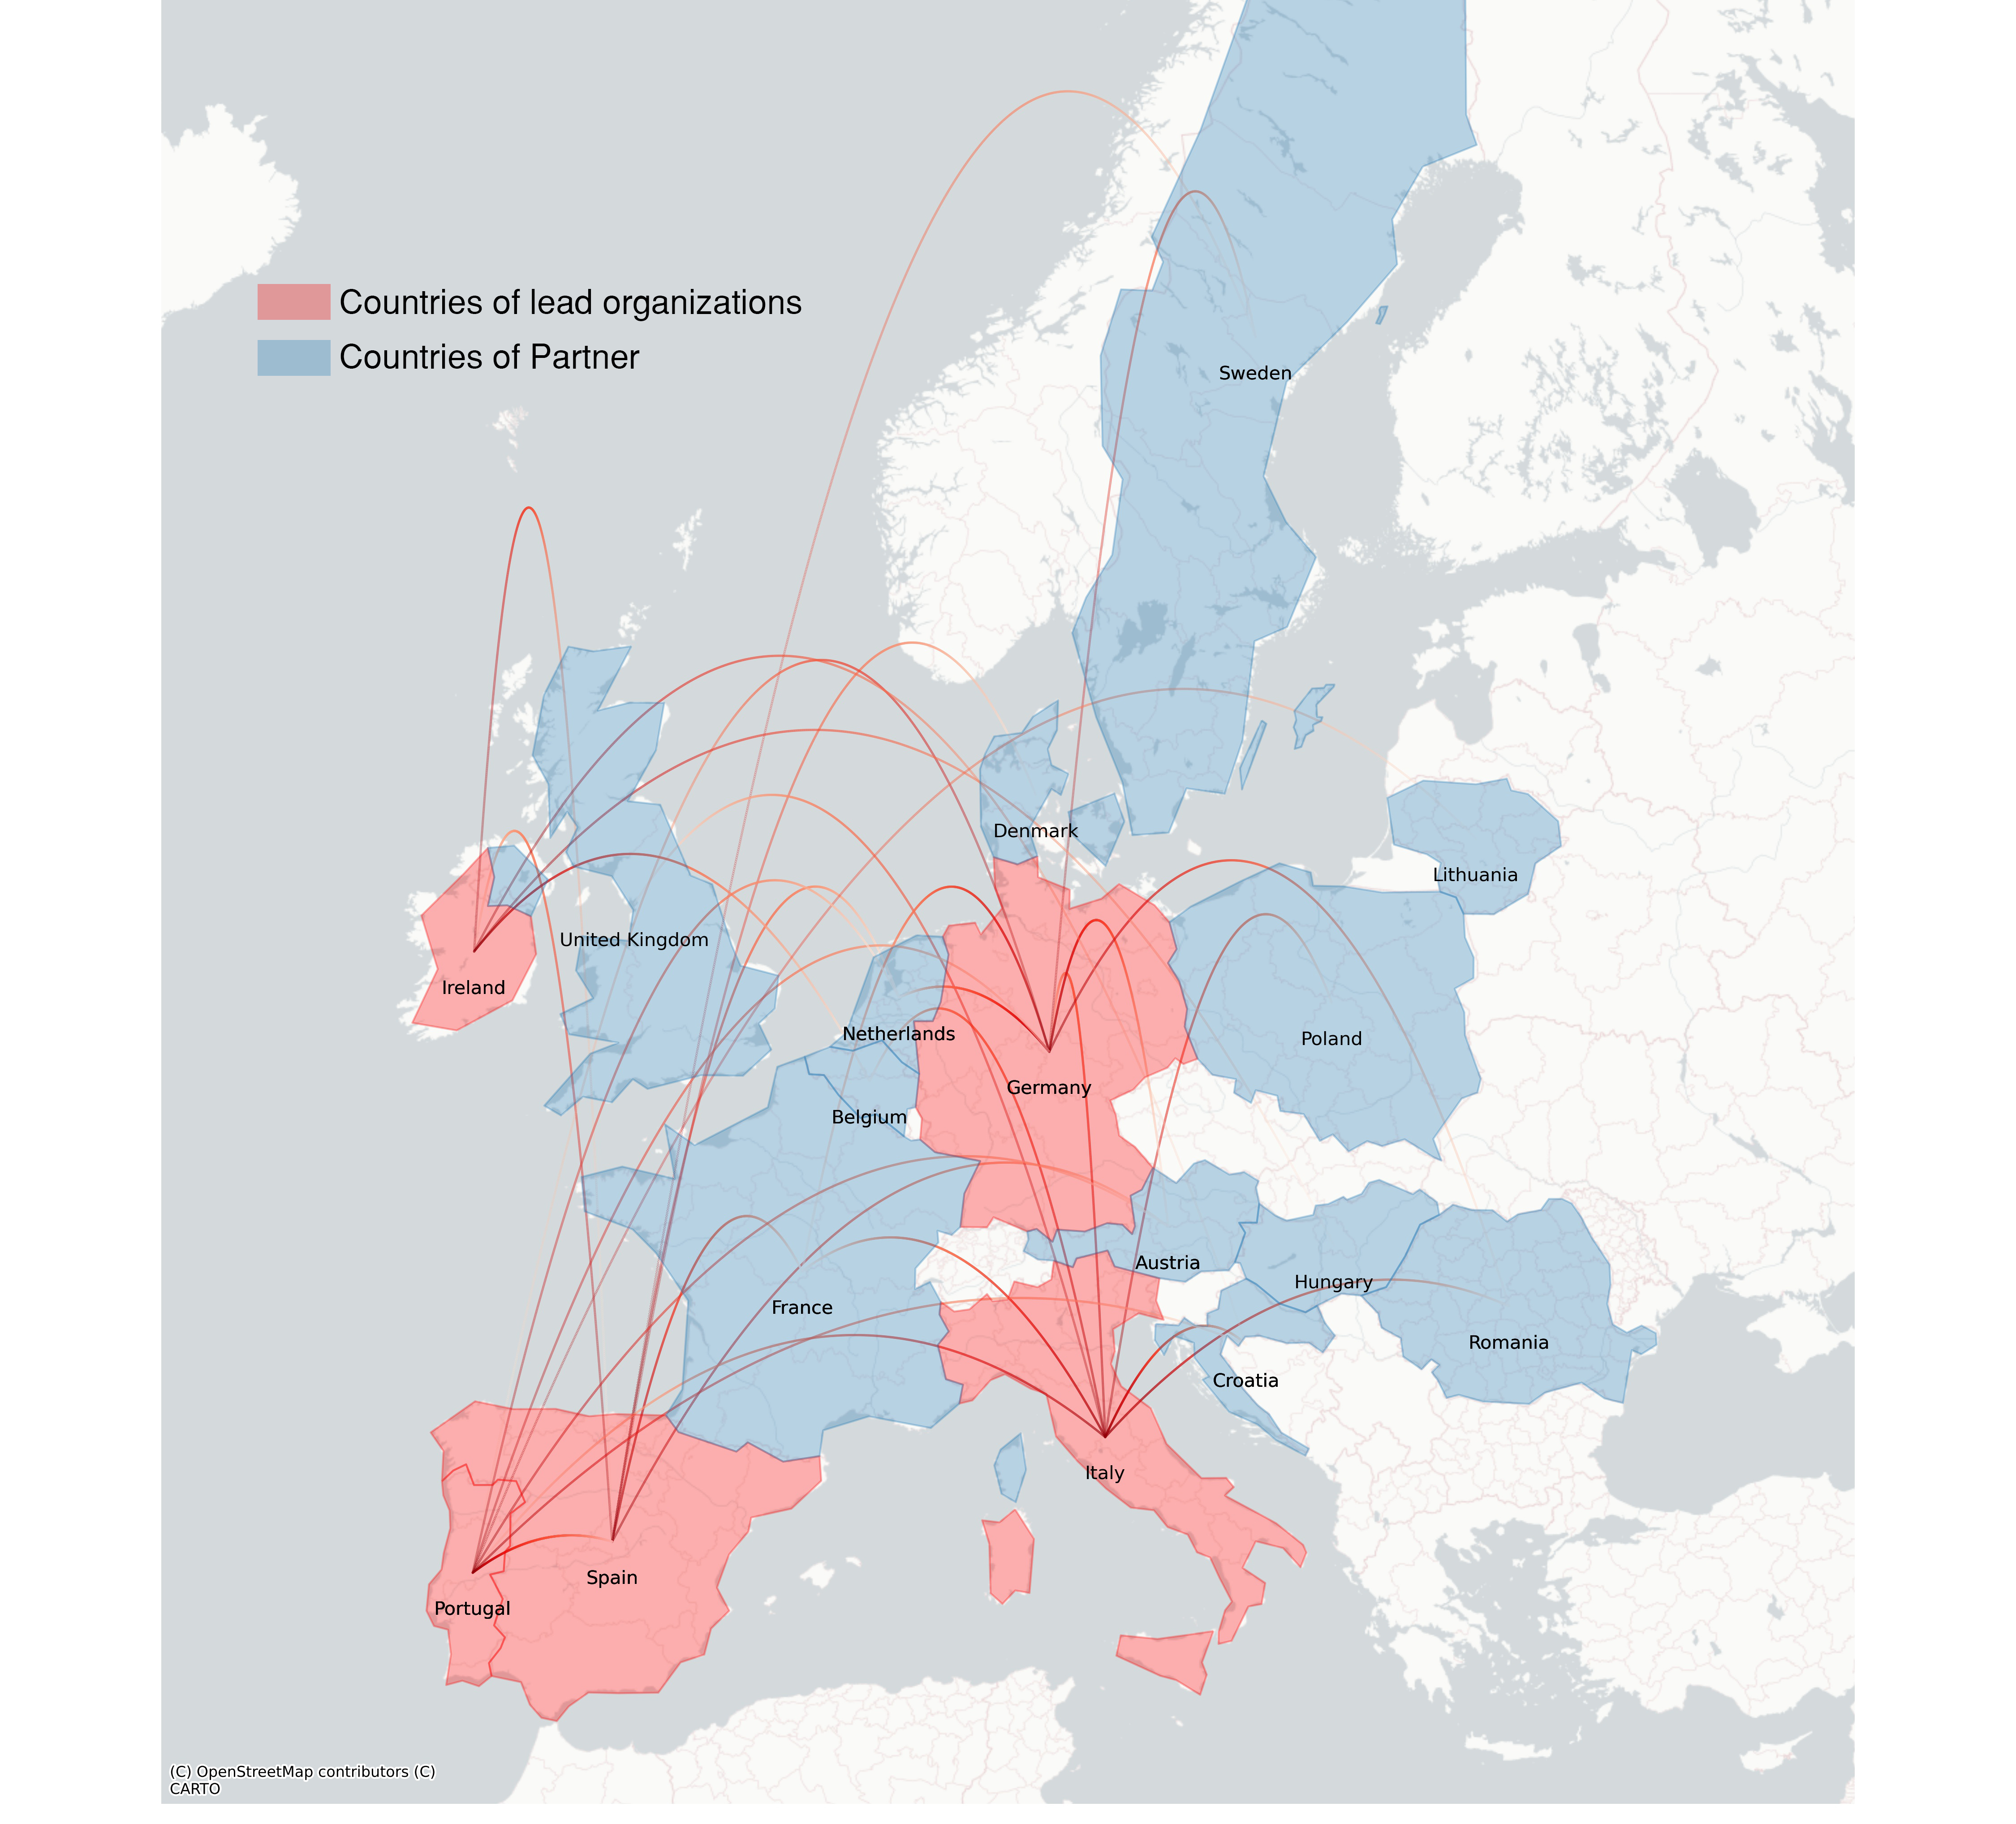 Countries of lead organizations
Countries of Partner
Sweden
Denmark
Lithuania
United Kingdom
Ireland
Netherlands
Poland
Germany
Belgium
Austria
Hungary
France
Romania
Croatia
Italy
Spain
Portugal
(C) OpenStreetMap contributors (C)
CARTO